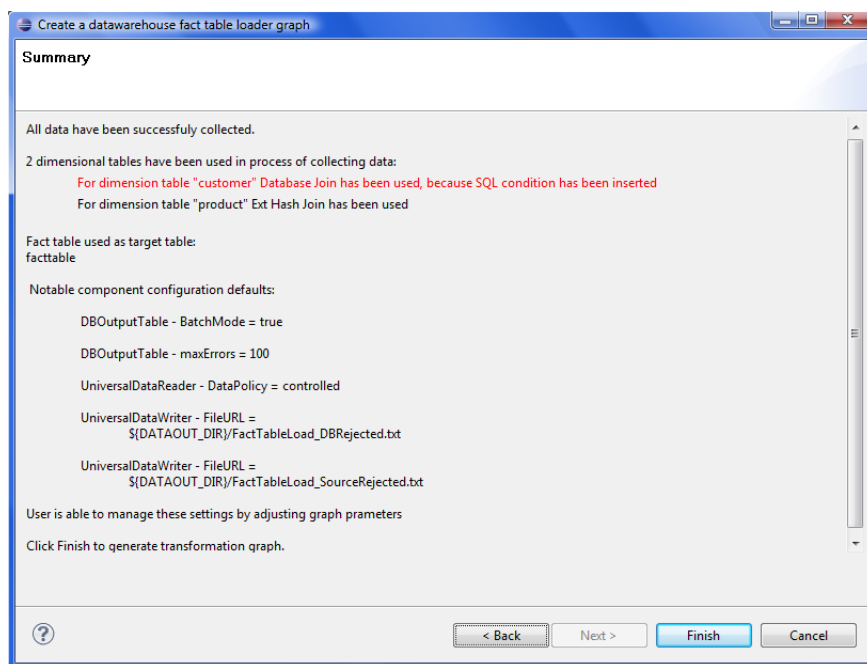 Create a datawarehouse fact table loader graph
Summary
All data have been successfuly collected.
2 dimensional tables have been used in process of collecting data:
For dimension table "customer" Database Join has been used, because SQL condition has been inserted
For dimension table "product" Ext Hash Join has been used
Fact table used as target table:
facttable
Notable component configuration defaults:
DBOutputTable - BatchMode = true
DBOutputTable - maxErrors = 100
UniversalDataReader - DataPolicy = controlled
UniversalDataWriter - FileURL =
${DATAOUT_DIR}/FactTableLoad_DBRejected.txt
UniversalDataWriter - FileURL =
${DATAOUT_DIR}/FactTableLoad_SourceRejected.txt
User is able to manage these settings by adjusting graph prameters
Click Finish to generate transformation graph.
?
< Back
Next >
Finish
Cancel